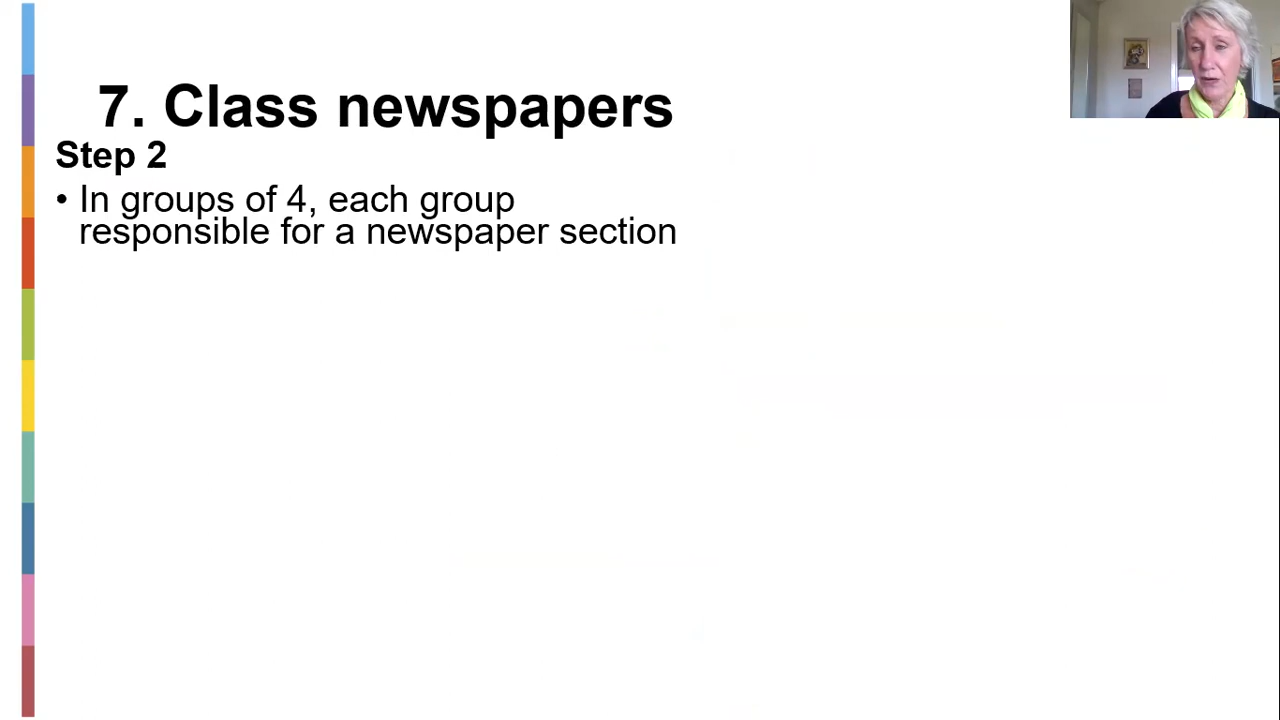 7. Class newspapers
Step 2
• In groups of 4, each group
responsible for a newspaper section